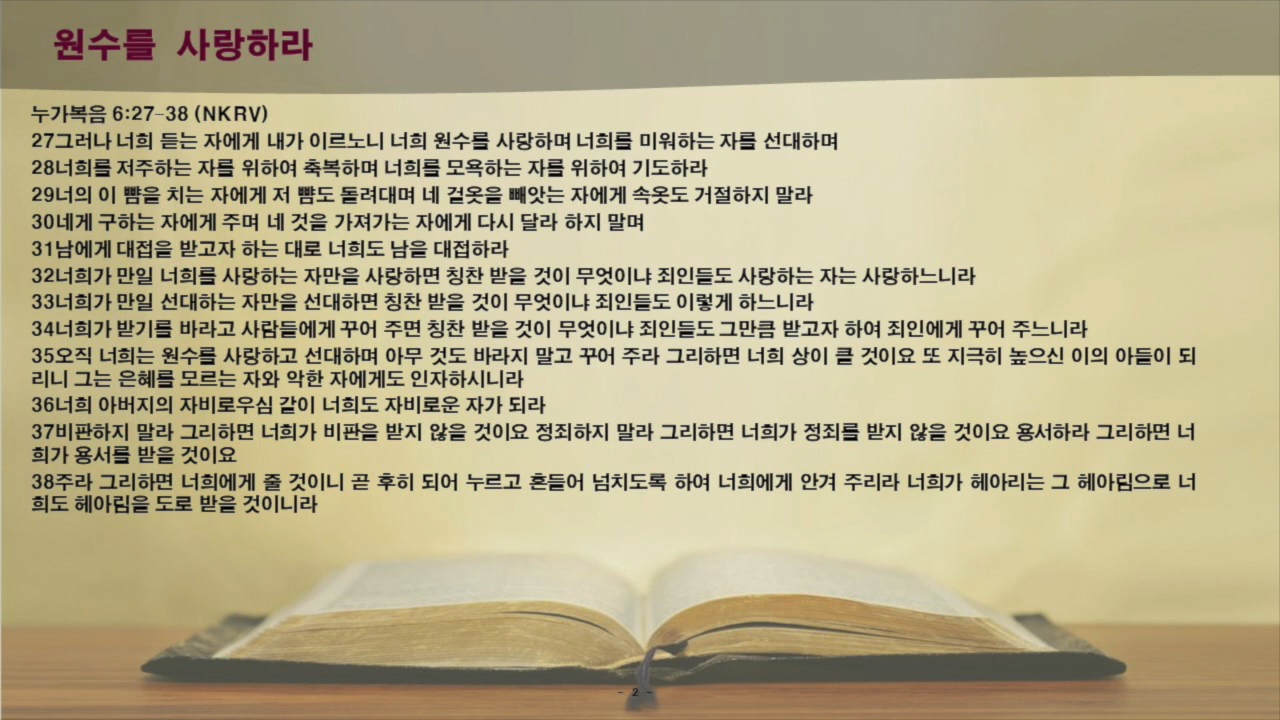 원수를 사랑하라
누가복음 6:27-38 (NKRV)
27그러나 너희 듣는 자에게 내가 이르노니 너희 원수를 사랑하며 너희를 미워하는 자를 선대하며
28너희를 저주하는 자를 위하여 축복하며 너희를 모욕하는 자를 위하여 기도하라
29너의 이 뺨을 치는 자에게 저 뺨도 돌려대며 네 겉옷을 빼앗는 자에게 속옷도 거절하지 말라
30네게 구하는 자에게 주며 네 것을 가져가는 자에게 다시 달라 하지 말며
31남에게 대접을 받고자 하는 대로 너희도 남을 대접하라
32너희가 만일 너희를 사랑하는 자만을 사랑하면 칭찬 받을 것이 무엇이냐 죄인들도 사랑하는 자는 사랑하느니라
33너희가 만일 선대하는 자만을 선대하면 칭찬 받을 것이 무엇이냐 죄인들도 이렇게 하느니라
34너희가 받기를 바라고 사람들에게 꾸어 주면 칭찬 받을 것이 무엇이냐 죄인들도 그만큼 받고자 하여 죄인에게 꾸어 주느니라
35오직 너희는 원수를 사랑하고 선대하며 아무 것도 바라지 말고 꾸어 주라 그리하면 너희 상이 클 것이요 또 지극히 높으신 이의 아들이 되
리니 그는 은혜를 모르는 자와 악한 자에게도 인자하시니라
36너희 아버지의 자비로우심 같이 너희도 자비로운 자가 되라
37비판하지 말라 그리하면 너희가 비판을 받지 않을 것이요 정죄하지 말라 그리하면 너희가 정죄를 받지 않을 것이요 용서하라 그리하면 너
희가 용서를 받을 것이요
38주라 그리하면 너희에게 줄 것이니 곧 후히 되어 누르고 흔들어 넘치도록 하여 너희에게 안겨 주리라 너희가 헤아리는 그 헤아림으로 너
희도 헤아림을 도로 받을 것이니라
- 2 -